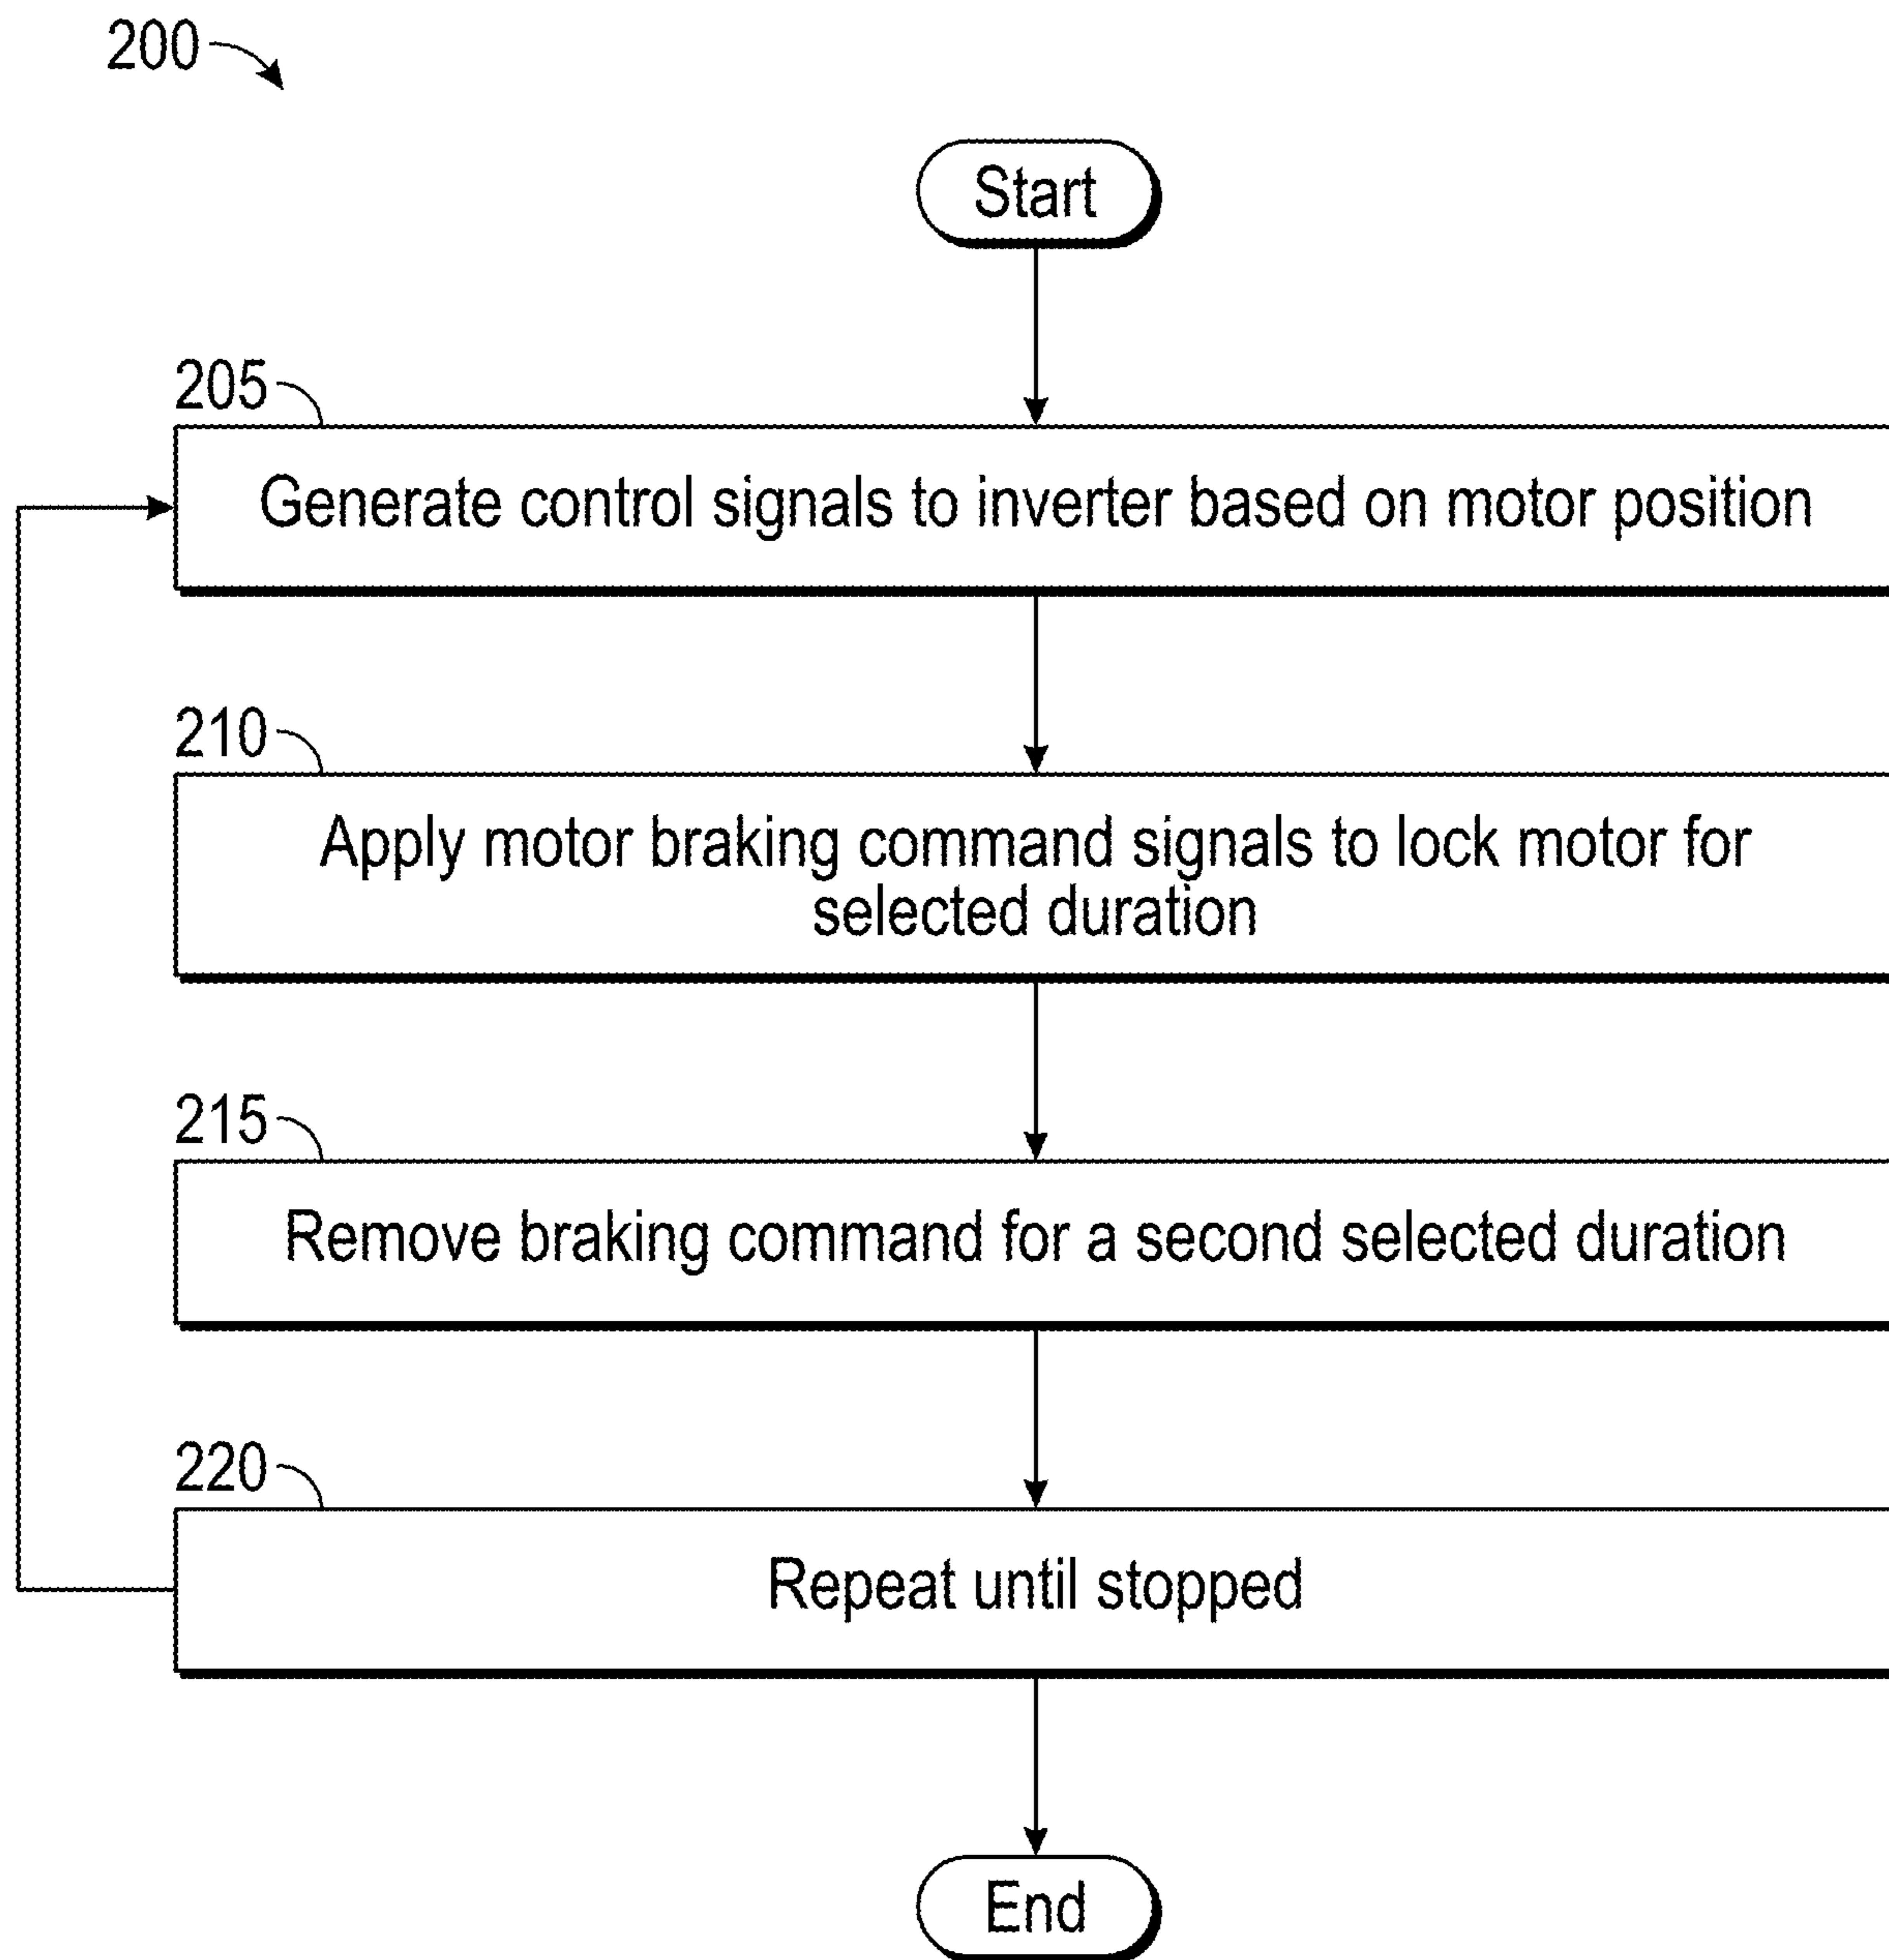 200
Start
205
Generate control signals to inverter based on motor position
210
Apply motor braking command signals to lock motor for
selected duration
215
Remove braking command for a second selected duration
220
Repeat until stopped
End